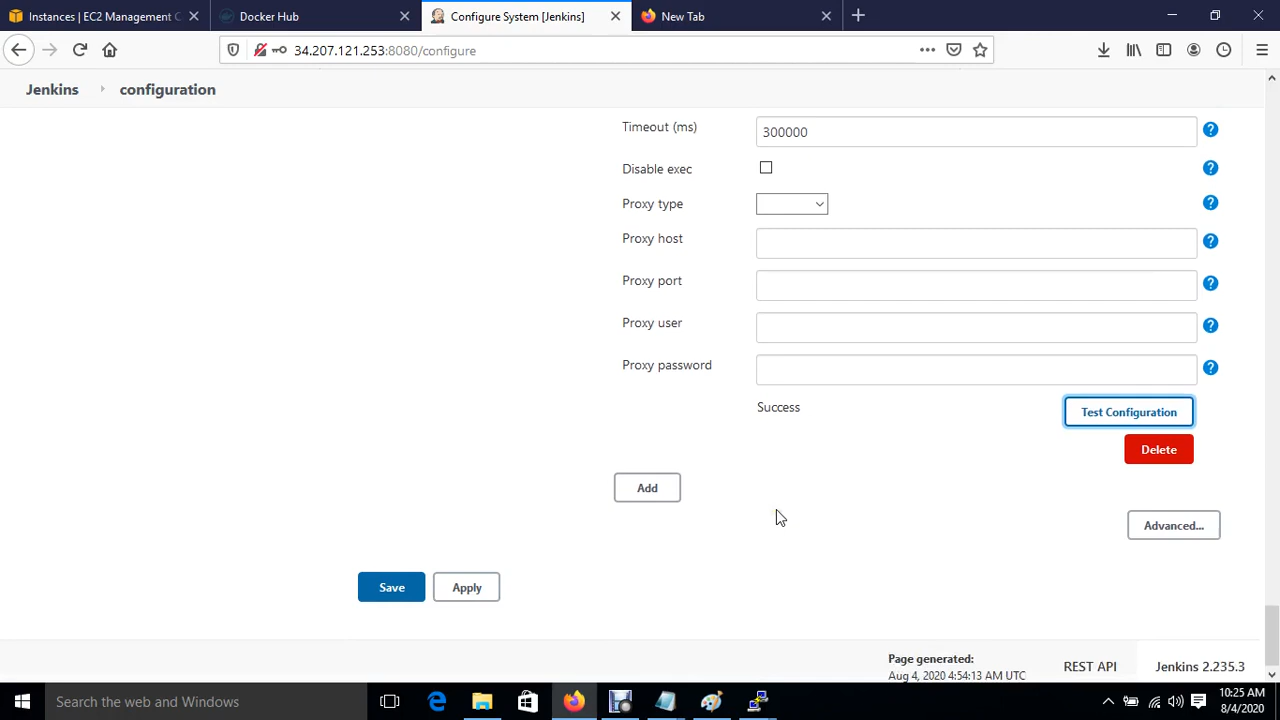 Instances | EC2 Management C
Docker Hub
Configure System [Jenkins]
New Tab
34.207.121.253:8080/configure
Jenkins
configuration
Timeout (ms)
300000
Disable exec
Proxy type
Proxy host
Proxy port
Proxy user
Proxy password
Success
Test Configuration
Delete
Add
Advanced...
Save
Apply
Page generated:
Aug 4, 2020 4:54:13 AM UTC
REST API
Jenkins 2.235.3
Search the web and Windows
10:25 AM
8/4/2020